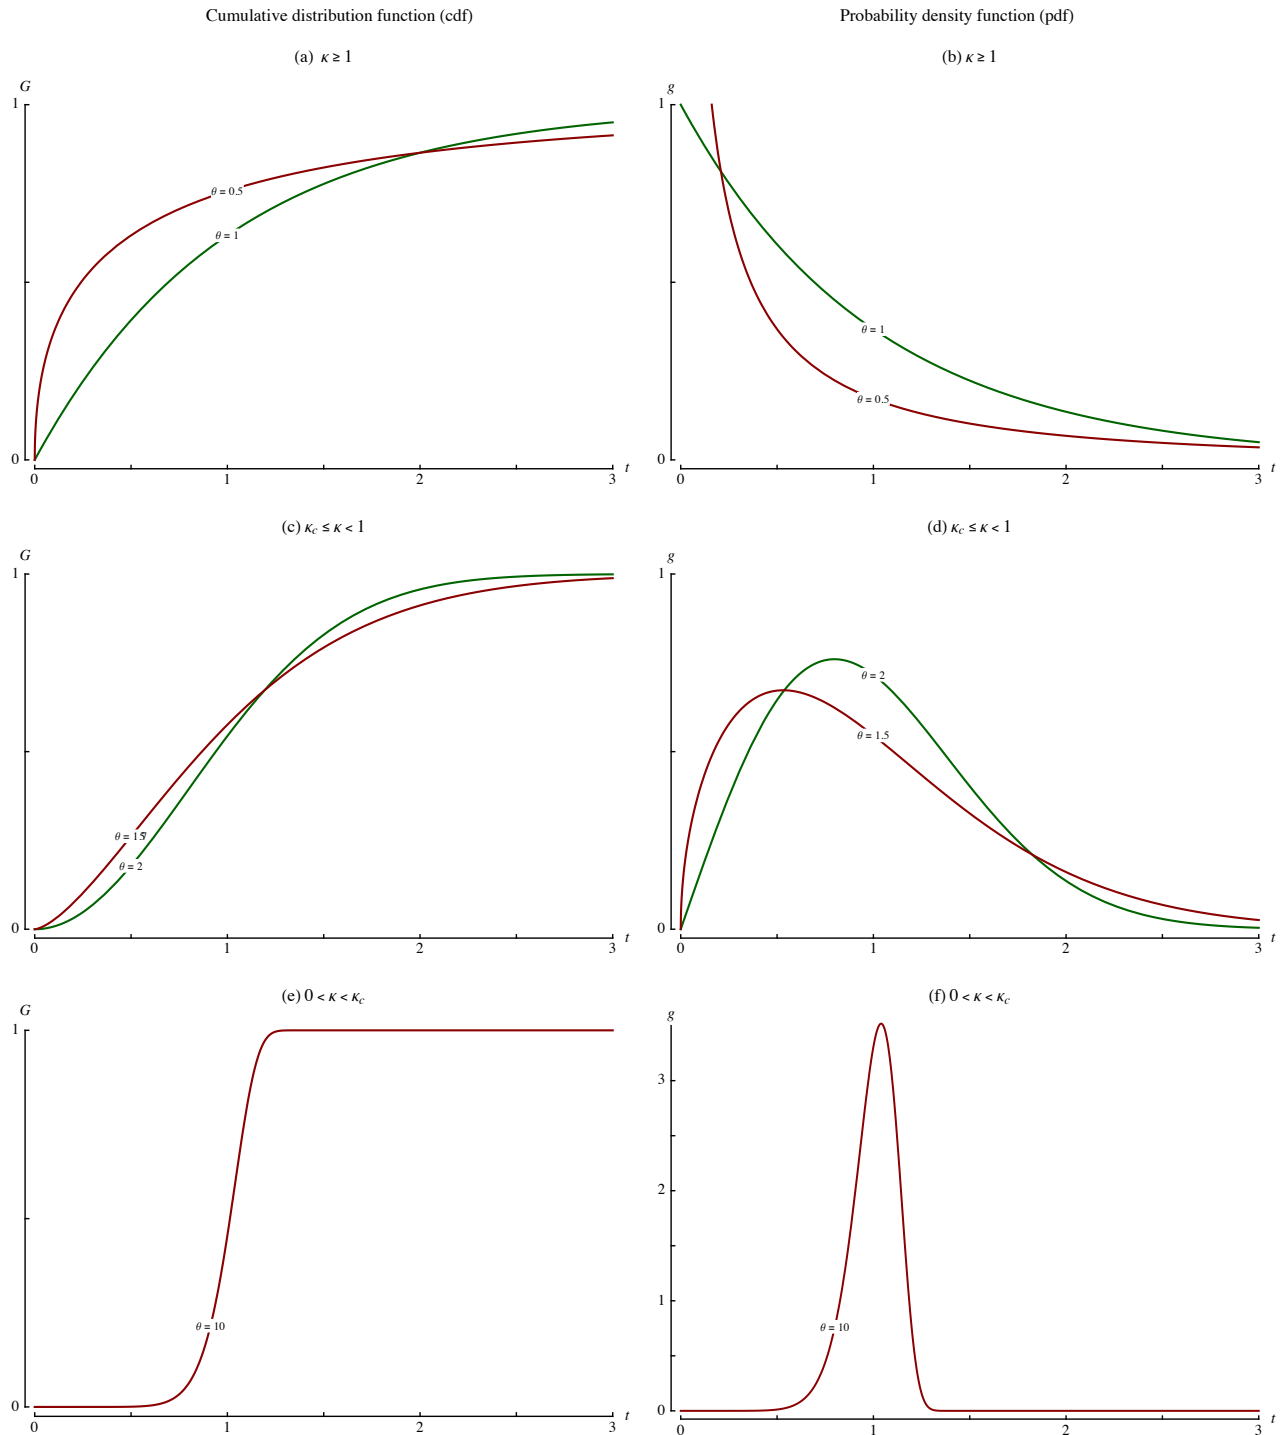 Cumulative distribution function (cdf)
Probability density function (pdf)
(a) κ ≥ 1
(b) κ ≥ 1
G
1
θ = 0.5
θ = 1
0
0 1 2 3 t
g
1
θ = 1
θ = 0.5
0
0 1 2 3 t
(c) κc ≤ κ < 1
(d) κc ≤ κ < 1
G
1
θ = 2
0
0 1 2 3 t
g
1
θ = 2
θ = 1.5
0
0 1 2 3 t
(e) 0 < κ < κc
(f) 0 < κ < κc
G
1
θ = 10
0
0 1 2 3 t
g
3
2
1
θ = 10
0
0 1 2 3 t